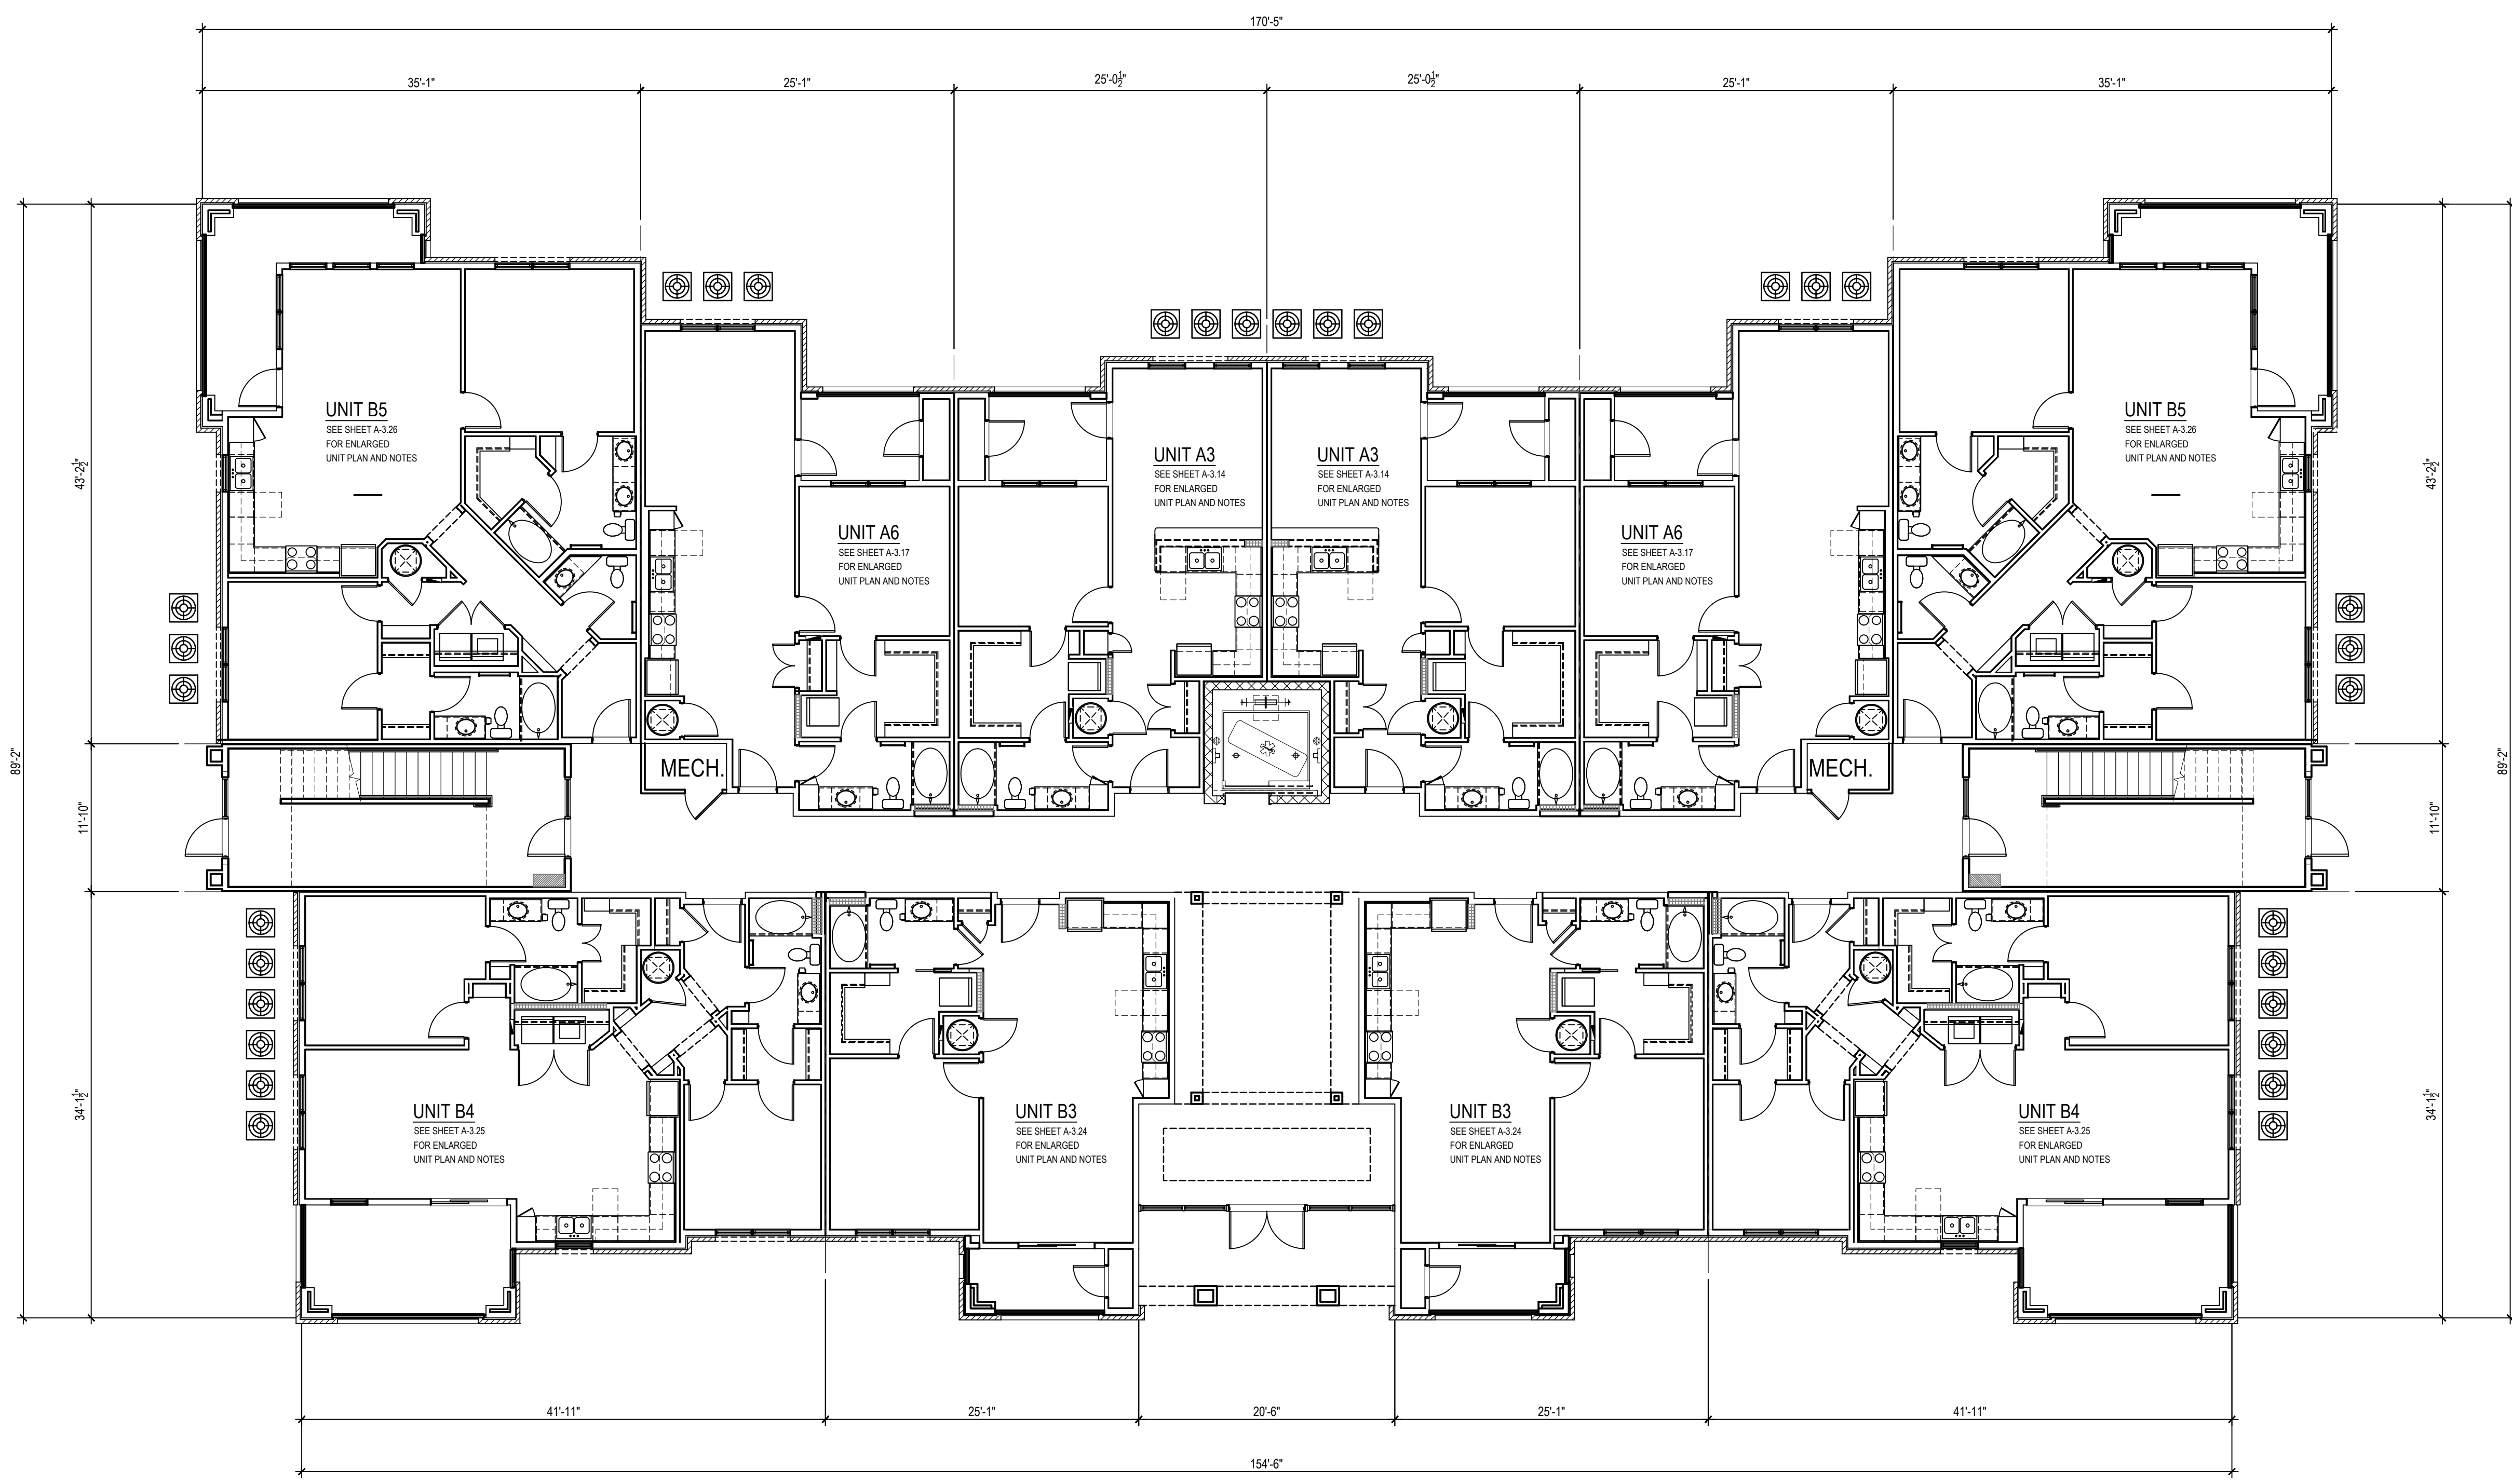 170'-5"
35'-1"
25'-1"
25'-0½"
25'-0½"
25'-1"
35'-1"
UNIT B5
SEE SHEET A-3.26
FOR ENLARGED
UNIT PLAN AND NOTES
UNIT B5
SEE SHEET A-3.26
FOR ENLARGED
UNIT PLAN AND NOTES
UNIT A3
SEE SHEET A-3.14
FOR ENLARGED
UNIT PLAN AND NOTES
UNIT A3
SEE SHEET A-3.14
FOR ENLARGED
UNIT PLAN AND NOTES
UNIT A6
SEE SHEET A-3.17
FOR ENLARGED
UNIT PLAN AND NOTES
UNIT A6
SEE SHEET A-3.17
FOR ENLARGED
UNIT PLAN AND NOTES
43'-2½"
43'-2½"
89'-2"
89'-2"
MECH.
MECH.
11'-10"
11'-10"
34'-1½"
34'-1½"
UNIT B4
SEE SHEET A-3.25
FOR ENLARGED
UNIT PLAN AND NOTES
UNIT B3
SEE SHEET A-3.24
FOR ENLARGED
UNIT PLAN AND NOTES
UNIT B3
SEE SHEET A-3.24
FOR ENLARGED
UNIT PLAN AND NOTES
UNIT B4
SEE SHEET A-3.25
FOR ENLARGED
UNIT PLAN AND NOTES
41'-11"
25'-1"
20'-6"
25'-1"
41'-11"
154'-6"